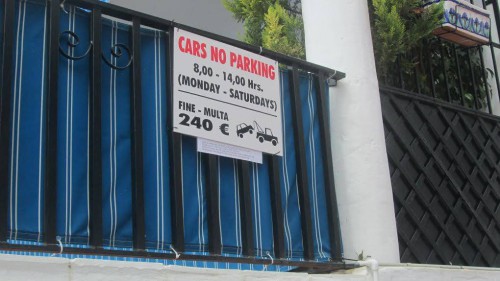 CARS NO PARKING
8,00 - 14,00 Hrs.
(MONDAY - SATURDAYS)
FINE - MULTA
240 €